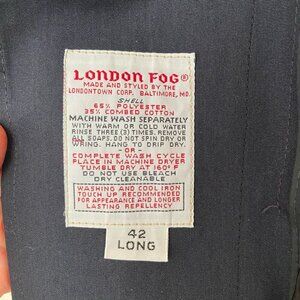 LONDON FOG®
MADE AND STYLED BY THE
LONDONTOWN CORP. BALTIMORE, MD.
SHELL
65% POLYESTER
35% COMBED COTTON
MACHINE WASH SEPARATELY
WITH WARM OR COLD WATER
RINSE THREE (3) TIMES. REMOVE
ALL SOAPS. DO NOT SPIN DRY OR
WRING. HANG TO DRIP DRY.
-OR-
COMPLETE WASH CYCLE
PLACE IN MACHINE DRYER
TUMBLE DRY AT 160°F
DO NOT USE BLEACH
DRY CLEANABLE
WASHING AND COOL IRON
TOUCH UP RECOMMENDED
FOR APPEARANCE AND LONGER
LASTING REPELLENCY
42
LONG